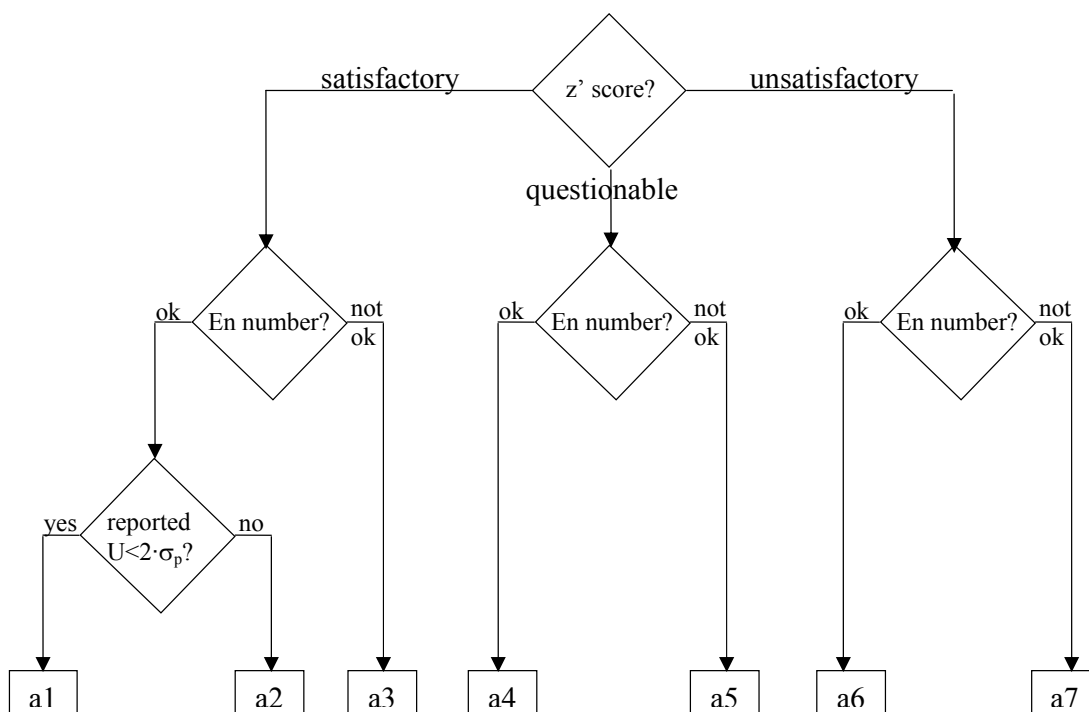 z’ score?
satisfactory
unsatisfactory
questionable
En number?
ok
not
ok
En number?
ok
not
ok
En number?
ok
not
ok
reported
U<2·σp?
yes
no
a1
a2
a3
a4
a5
a6
a7